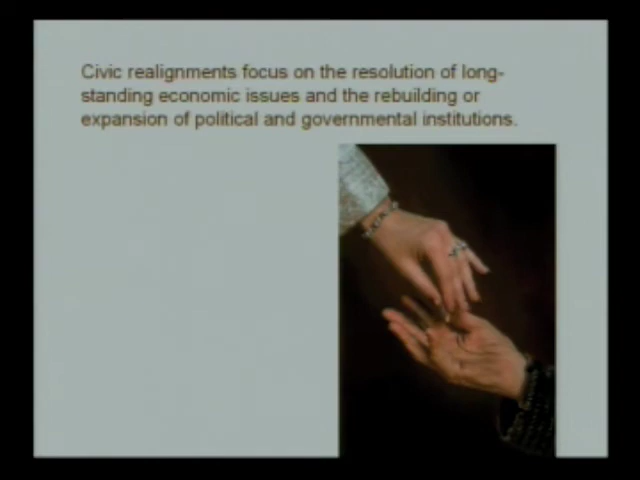 Civic realignments focus on the resolution of long-
standing economic issues and the rebuilding or
expansion of political and governmental institutions.